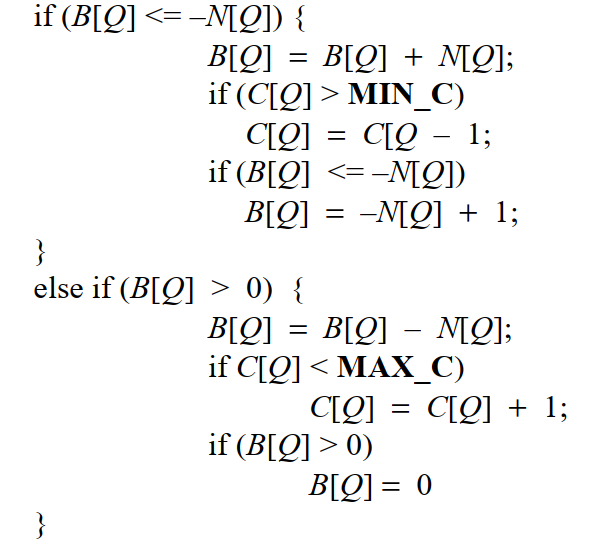 if (B[Q] <= –N[Q]) {
B[Q] = B[Q] + N[Q];
if (C[Q] > MIN_C)
C[Q] = C[Q – 1;
if (B[Q] <= –N[Q])
B[Q] = –N[Q] + 1;
}
else if (B[Q] > 0) {
B[Q] = B[Q] – N[Q];
if C[Q] < MAX_C)
C[Q] = C[Q] + 1;
if (B[Q] > 0)
B[Q] = 0
}